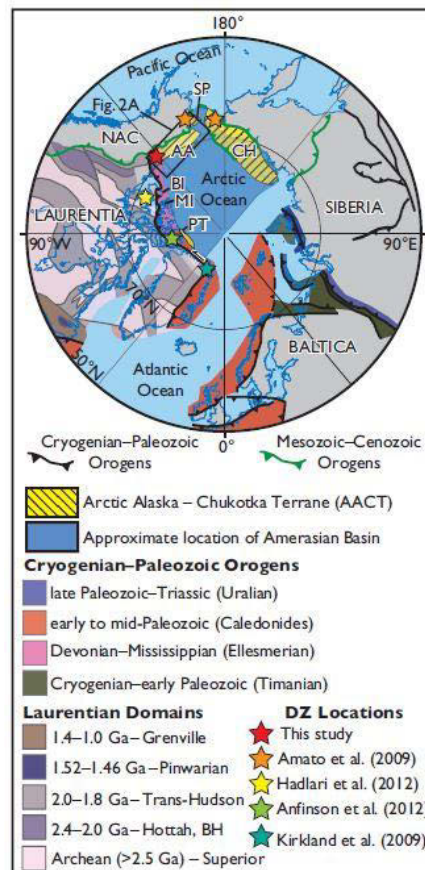 180°
Pacific Ocean
SP
Fig. 2A
NAC
AA
CH
BI
MI
Arctic
Ocean
LAURENTIA
SIBERIA
PT
90°W
90°E
70°N
50°N
BALTICA
Atlantic
Ocean
0°
Cryogenian–Paleozoic
Orogens
Mesozoic–Cenozoic
Orogens
Arctic Alaska – Chukotka Terrane (AACT)
Approximate location of Amerasian Basin
Cryogenian–Paleozoic Orogens
late Paleozoic–Triassic (Uralian)
early to mid-Paleozoic (Caledonides)
Devonian–Mississippian (Ellesmerian)
Cryogenian–early Paleozoic (Timanian)
Laurentian Domains
1.4–1.0 Ga–Grenville
1.52–1.46 Ga–Pinwarian
2.0–1.8 Ga–Trans-Hudson
2.4–2.0 Ga–Hottah, BH
Archean (>2.5 Ga) – Superior
DZ Locations
This study
Amato et al. (2009)
Hadlari et al. (2012)
Anfinson et al. (2012)
Kirkland et al. (2009)